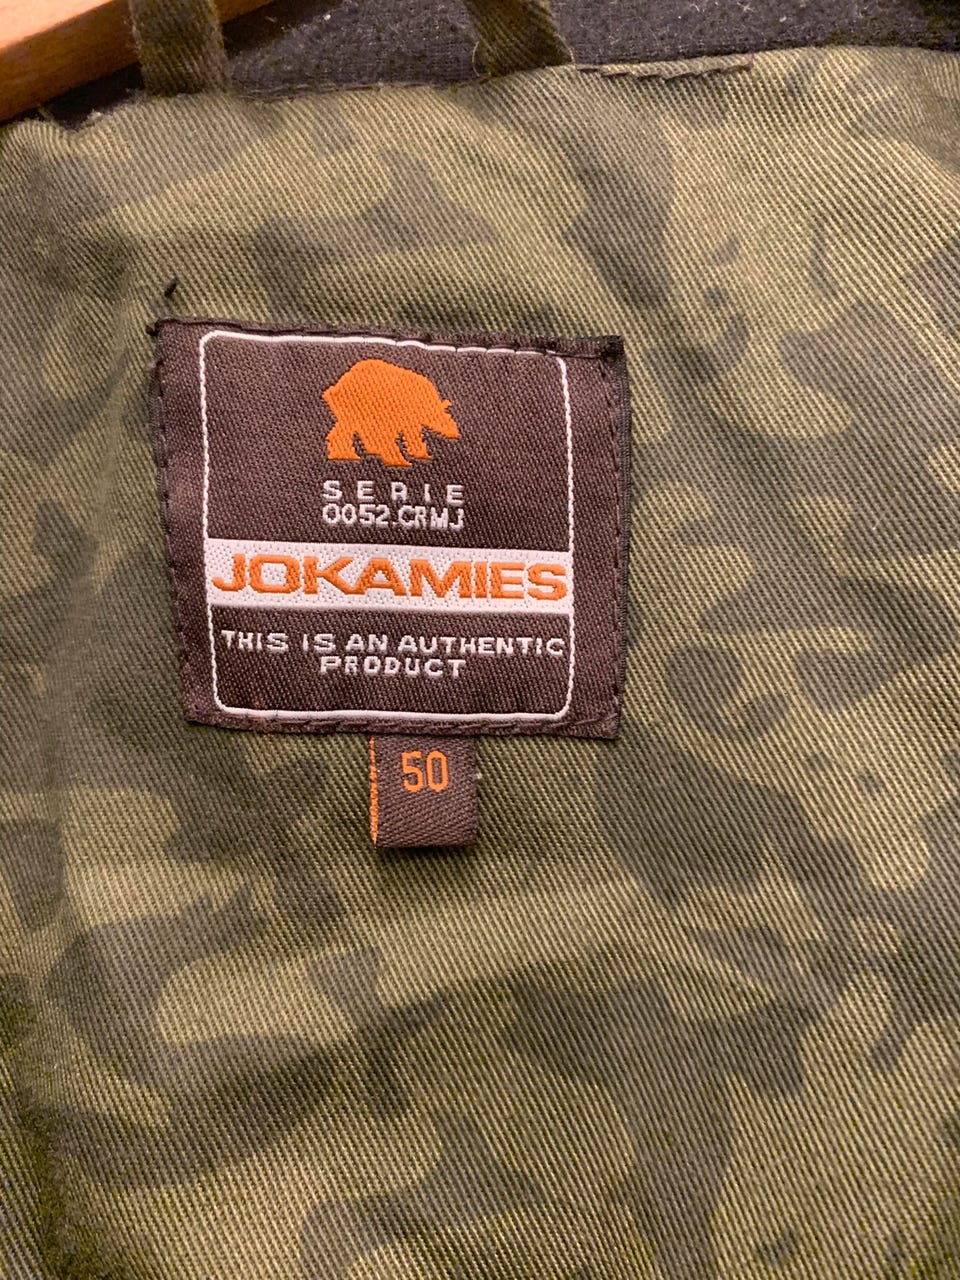 SERIE
0052.CRMJ
JOKAMIES
THIS IS AN AUTHENTIC
PRODUCT
50